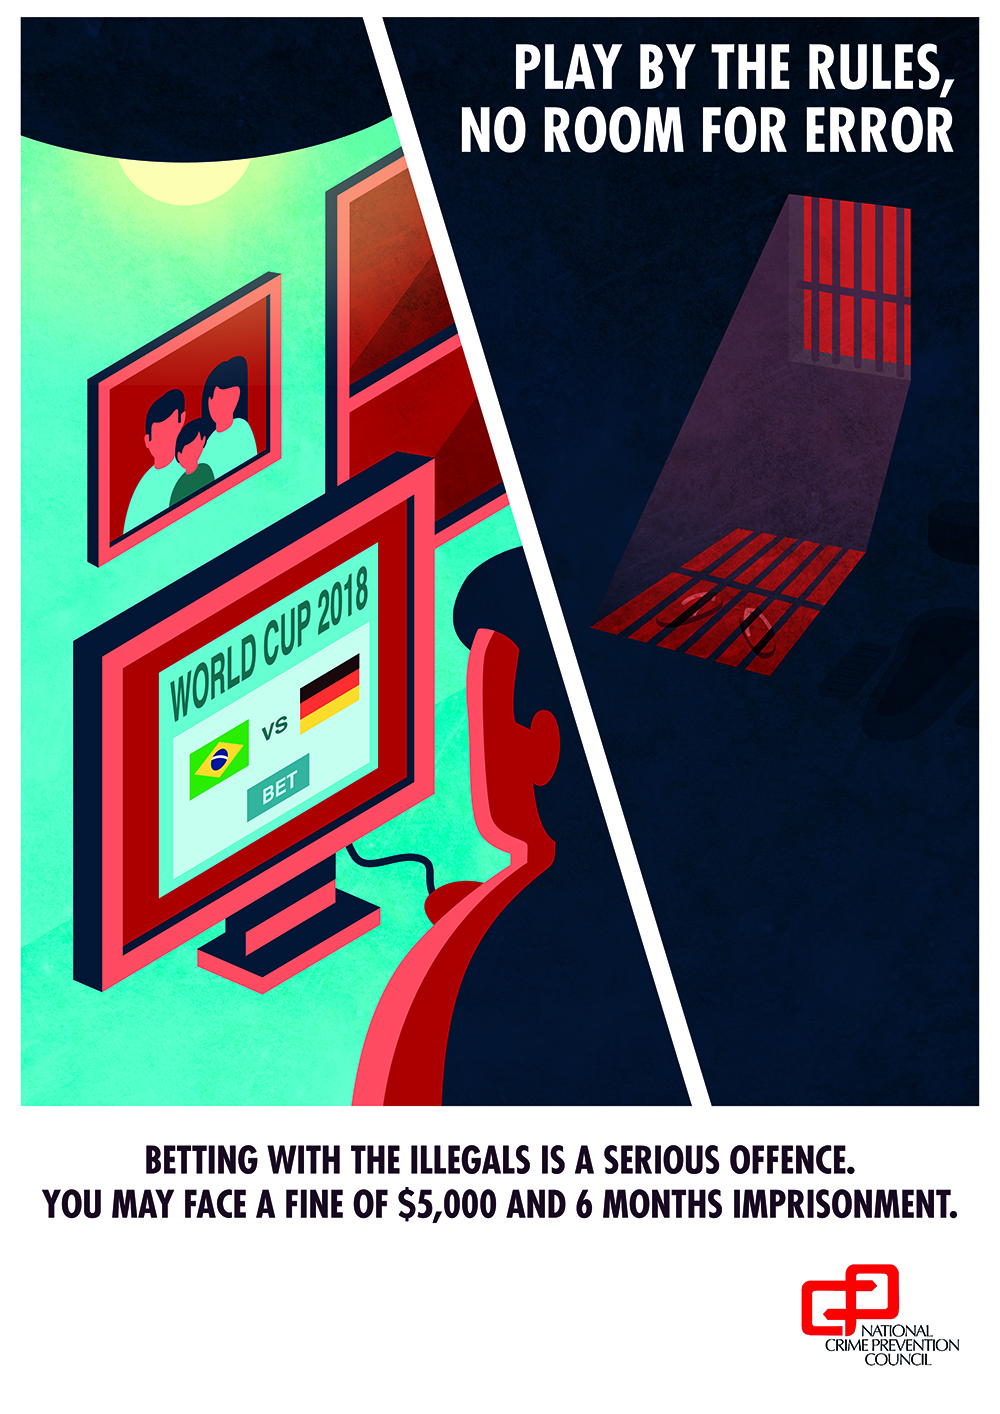 PLAY BY THE RULES,
NO ROOM FOR ERROR
WORLD CUP 2018
VS
BET
BETTING WITH THE ILLEGALS IS A SERIOUS OFFENCE.
YOU MAY FACE A FINE OF $5,000 AND 6 MONTHS IMPRISONMENT.
NATIONAL
CRIME PREVENTION
COUNCIL